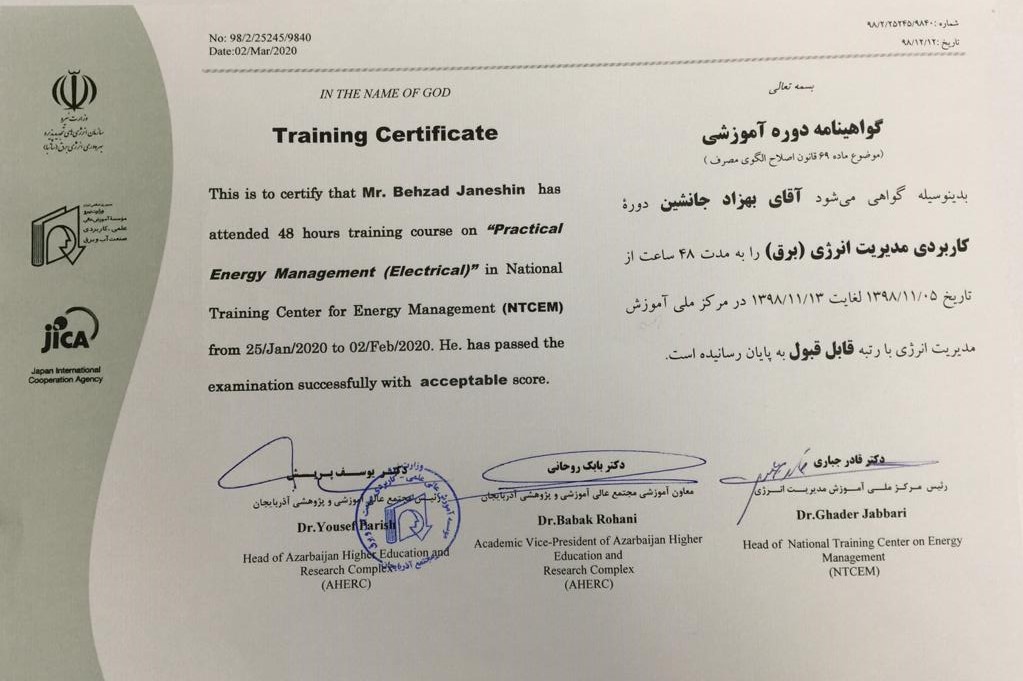 No: 98/2/25245/9840
Date:02/Mar/2020
شماره :۹۸/۲/۲۵۲۴۵/۹۸۴۰
تاریخ :۹۸/۱۲/۱۲
وزارت نیرو
سازمان انرژی‌های تجدیدپذیر و
بهره‌وری انرژی برق (ساتبا)
وزارت نیرو
مؤسسه آموزش عالی
علمی - کاربردی
صنعت آب و برق
JICA
Japan International
Cooperation Agency
IN THE NAME OF GOD
Training Certificate
This is to certify that Mr. Behzad Janeshin has
attended 48 hours training course on “Practical
Energy Management (Electrical)” in National
Training Center for Energy Management (NTCEM)
from 25/Jan/2020 to 02/Feb/2020. He. has passed the
examination successfully with acceptable score.
بسمه تعالی
گواهینامه دوره آموزشی
(موضوع ماده ۶۹ قانون اصلاح الگوی مصرف )
بدینوسیله گواهی می‌شود آقای بهزاد جانشین دورهٔ
کاربردی مدیریت انرژی (برق) را به مدت ۴۸ ساعت از
تاریخ ۱۳۹۸/۱۱/۰۵ لغایت ۱۳۹۸/۱۱/۱۳ در مرکز ملی آموزش
مدیریت انرژی با رتبه قابل قبول به پایان رسانیده است.
یوسف پریش
مجتمع عالی آموزشی و پژوهشی آذربایجان
Dr.Yousef Parish
Head of Azarbaijan Higher Education and
Research Complex
(AHERC)
دکتر بابک روحانی
معاون آموزشی مجتمع عالی آموزشی و پژوهشی آذربایجان
Dr.Babak Rohani
Academic Vice-President of Azarbaijan Higher
Education and
Research Complex
(AHERC)
دکتر قادر جباری
رئیس مرکز ملی آموزش مدیریت انرژی
Dr.Ghader Jabbari
Head of National Training Center on Energy
Management
(NTCEM)